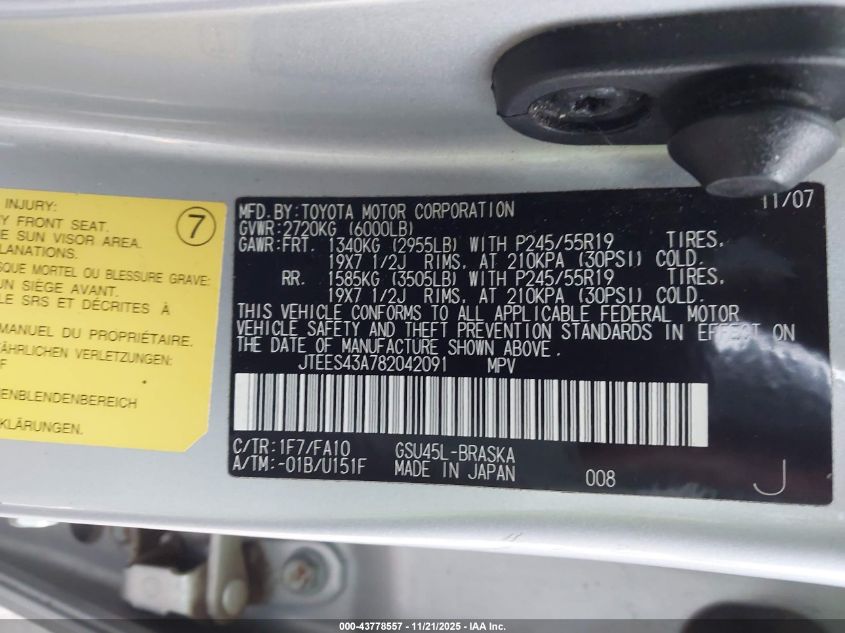 INJURY:
FRONT SEAT.
SUN VISOR AREA.
MORTEL OU BLESSURE GRAVE:
UN SIÈGE AVANT.
LE SRS ET DÉCRITES À
MANUEL DU PROPRIÉTAIRE.
VERLETZUNGEN:
7
MFD.BY:TOYOTA MOTOR CORPORATION 11/07
GVWR:2720KG (6000LB)
GAWR:FRT. 1340KG (2955LB) WITH P245/55R19 TIRES,
19X7 1/2J RIMS, AT 210KPA (30PSI) COLD.
RR. 1585KG (3505LB) WITH P245/55R19 TIRES,
19X7 1/2J RIMS, AT 210KPA (30PSI) COLD.
THIS VEHICLE CONFORMS TO ALL APPLICABLE FEDERAL MOTOR
VEHICLE SAFETY AND THEFT PREVENTION STANDARDS IN EFFECT ON
THE DATE OF MANUFACTURE SHOWN ABOVE.
JTEES43A782042091 MPV
C/TR:1F7/FA10 GSU45L-BRASKA
A/TM:-01B/U151F MADE IN JAPAN 008 J
000-43778557 - 11/21/2025 - IAA Inc.